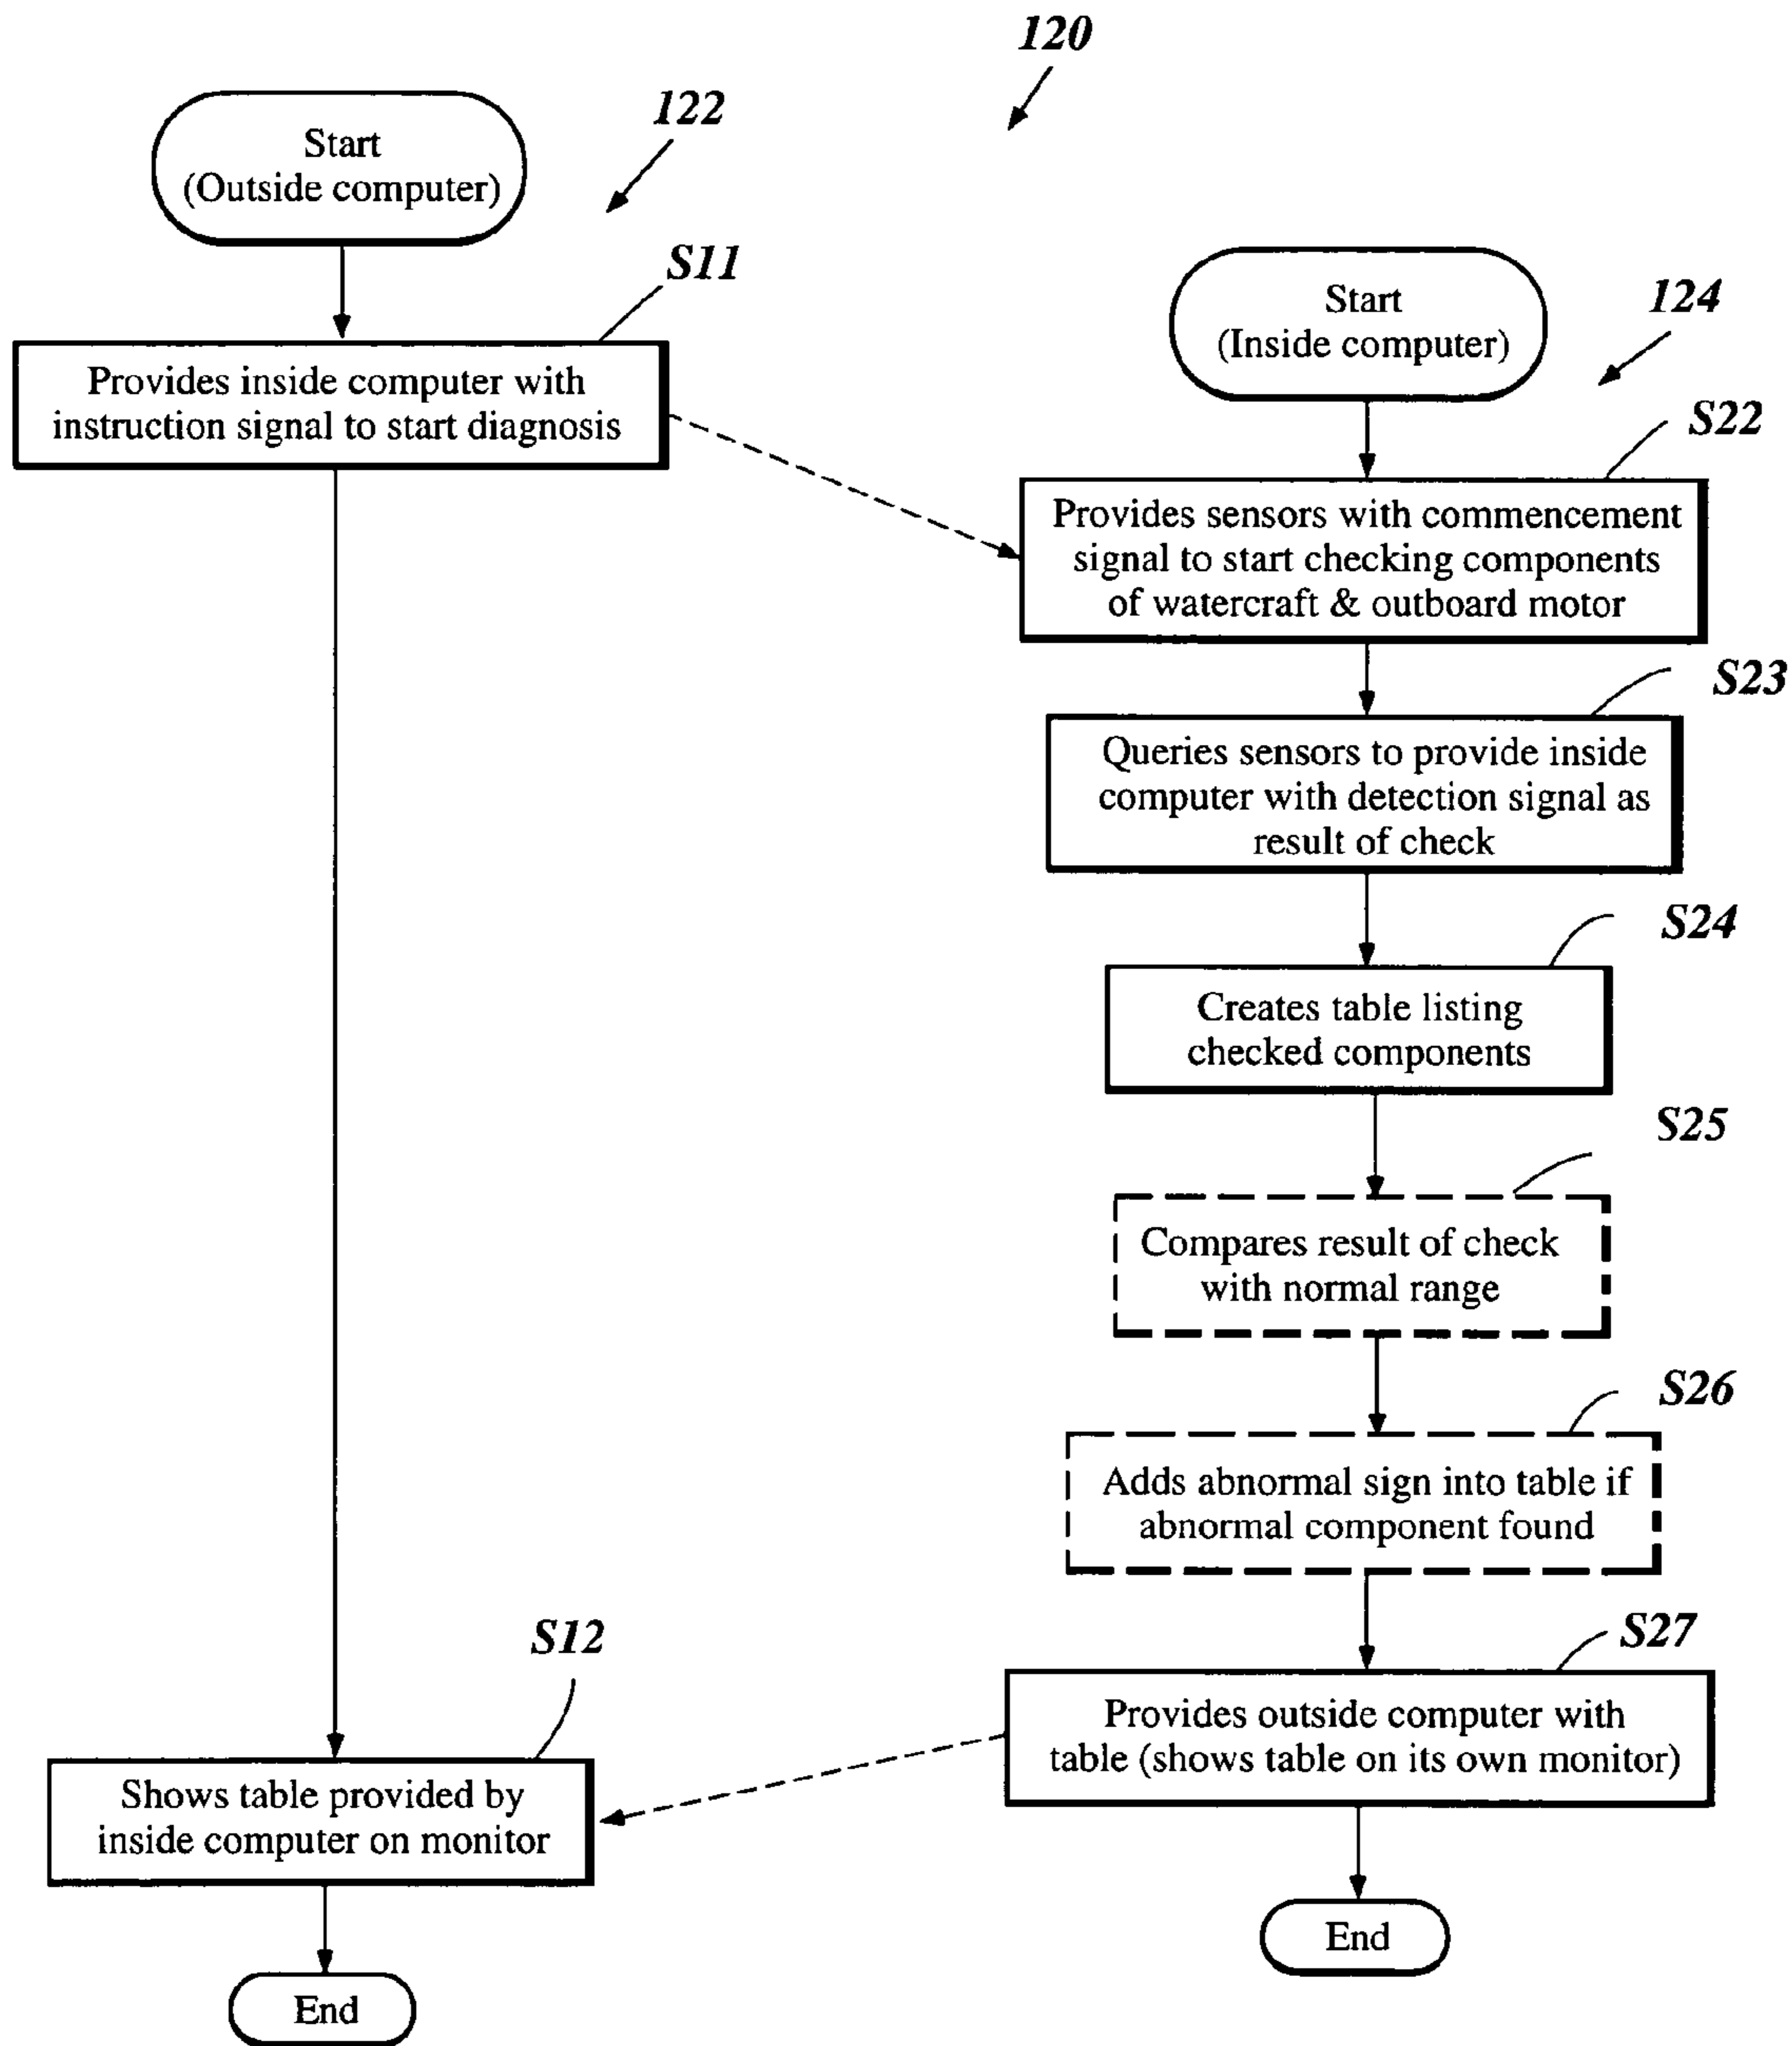 120
122
Start
(Outside computer)
S11
Provides inside computer with
instruction signal to start diagnosis
124
Start
(Inside computer)
S22
Provides sensors with commencement
signal to start checking components
of watercraft & outboard motor
S23
Queries sensors to provide inside
computer with detection signal as
result of check
S24
Creates table listing
checked components
S25
Compares result of check
with normal range
S26
Adds abnormal sign into table if
abnormal component found
S27
Provides outside computer with
table (shows table on its own monitor)
End
S12
Shows table provided by
inside computer on monitor
End